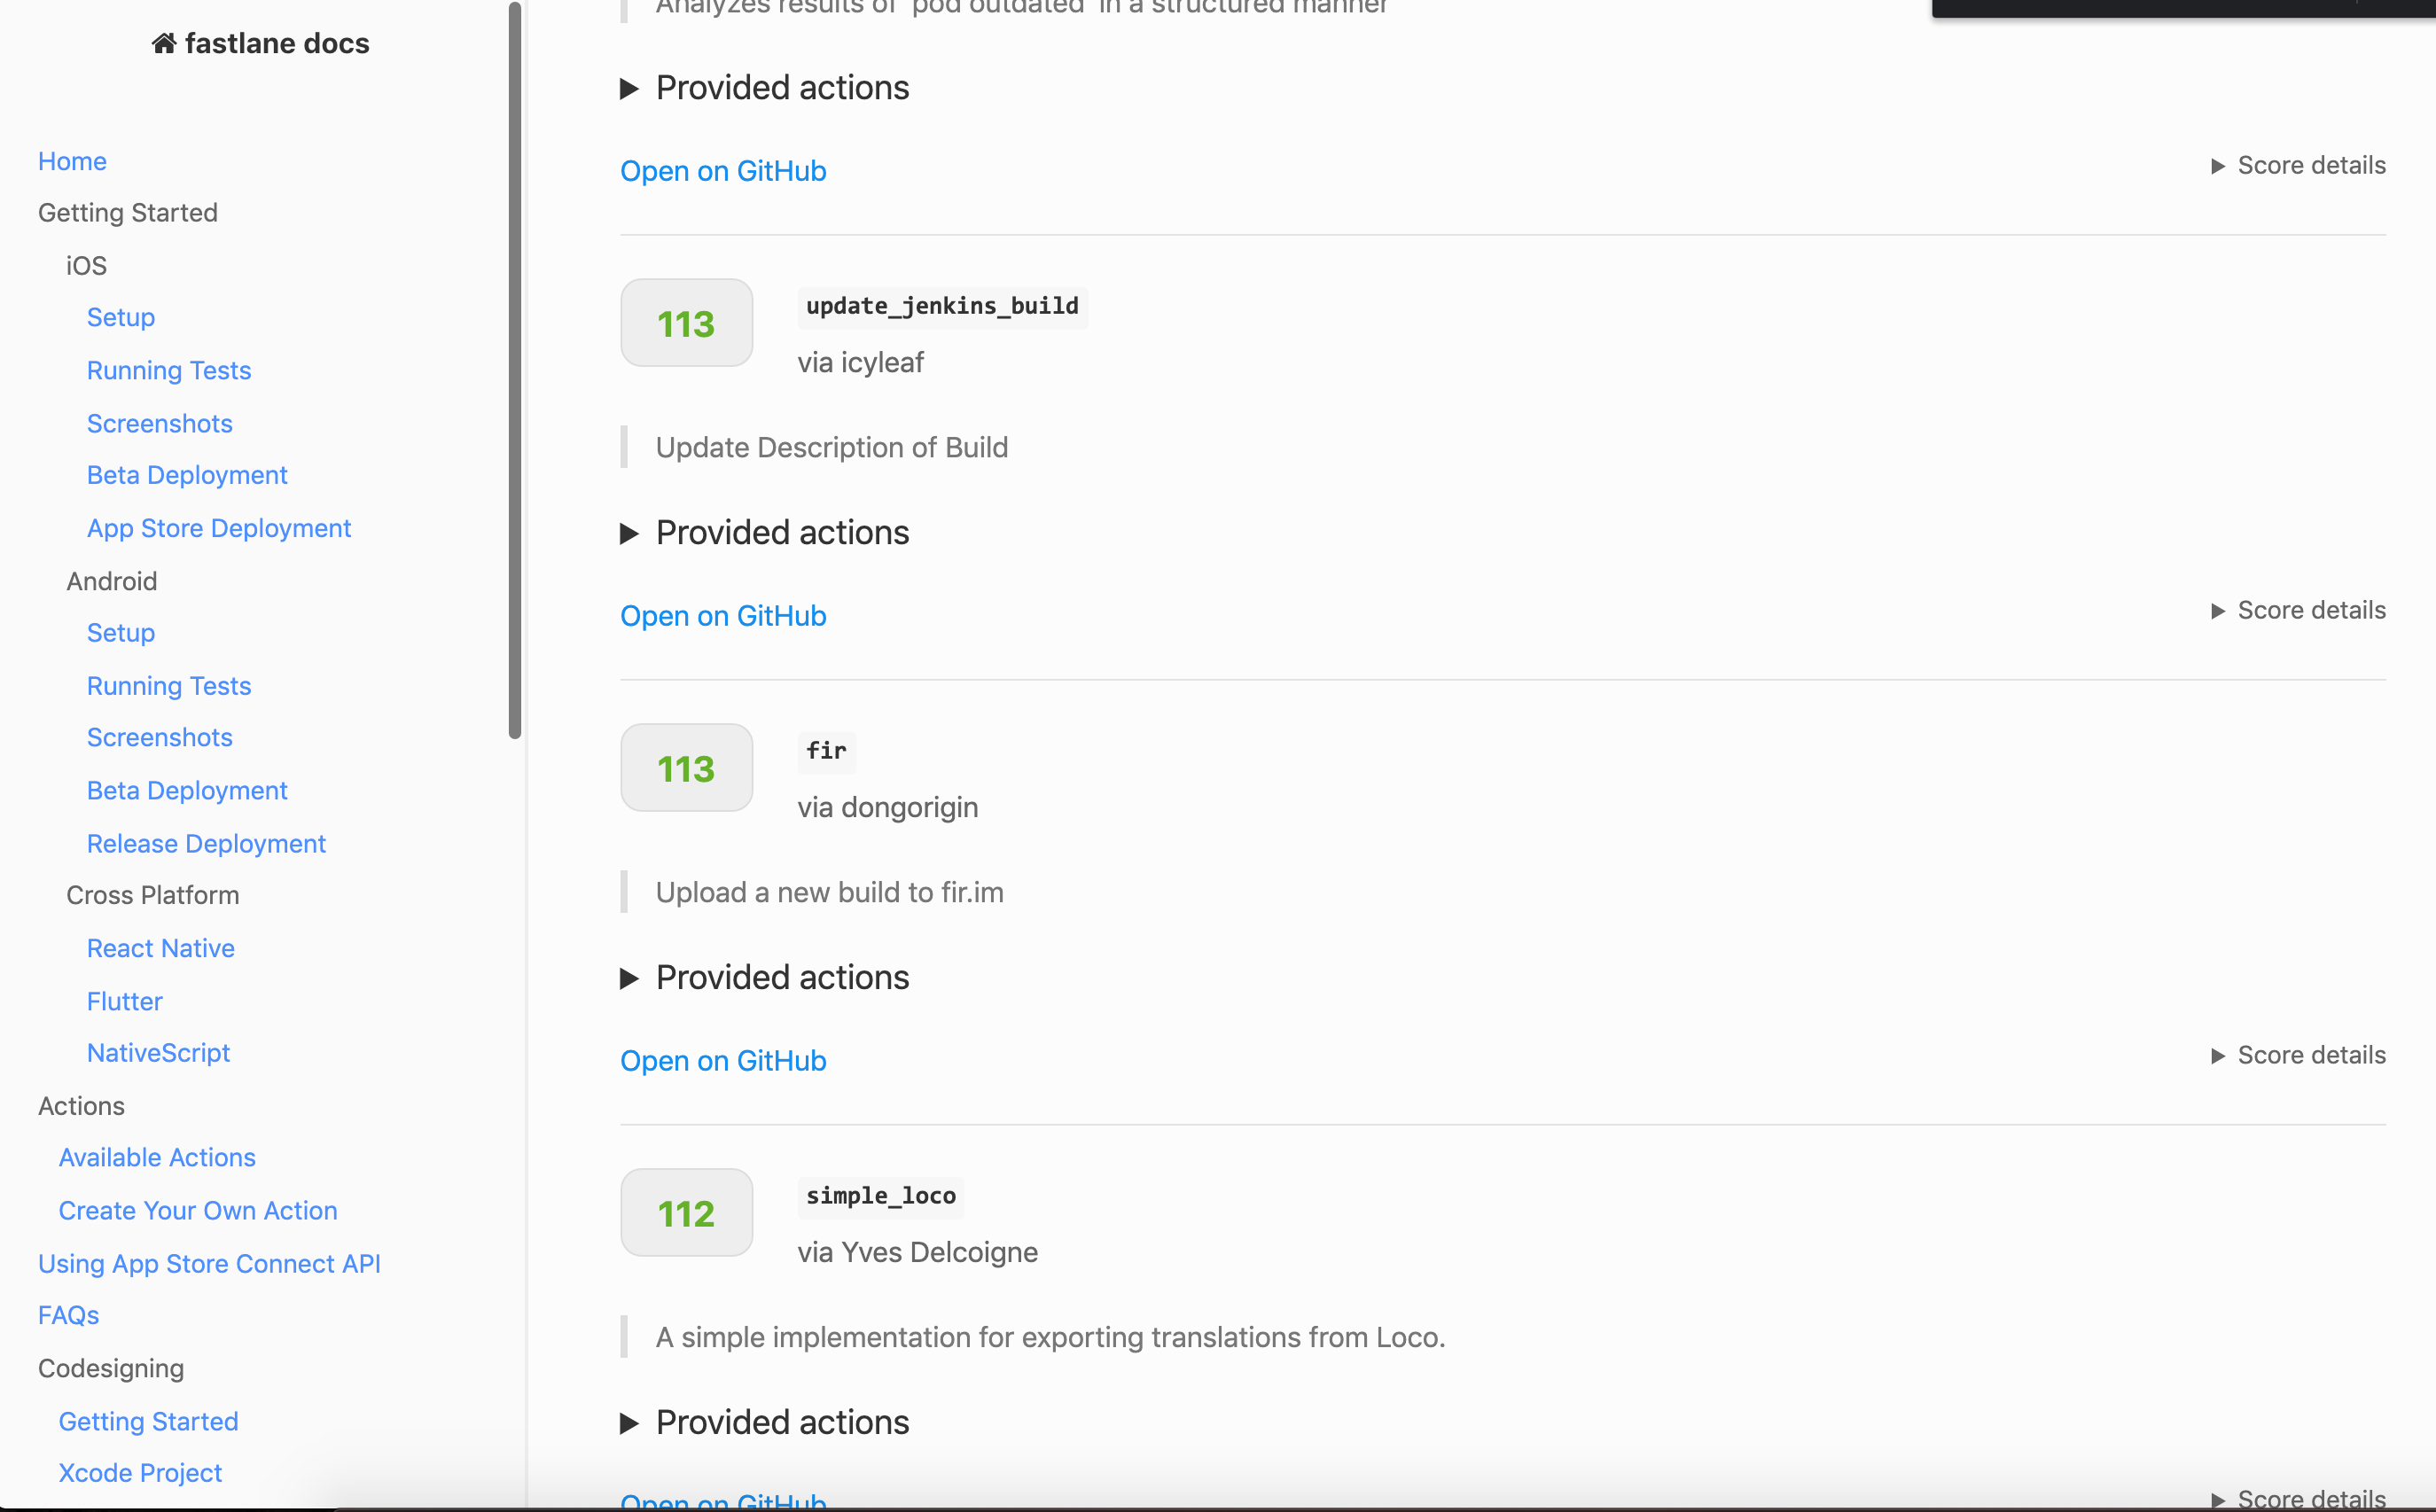 fastlane docs
Home
Getting Started
iOS
Setup
Running Tests
Screenshots
Beta Deployment
App Store Deployment
Android
Setup
Running Tests
Screenshots
Beta Deployment
Release Deployment
Cross Platform
React Native
Flutter
NativeScript
Actions
Available Actions
Create Your Own Action
Using App Store Connect API
FAQs
Codesigning
Getting Started
Xcode Project
Analyzes results of 'pod outdated' in a structured manner
Provided actions
Open on GitHub
Score details
113
update_jenkins_build
via icyleaf
Update Description of Build
Provided actions
Open on GitHub
Score details
113
fir
via dongorigin
Upload a new build to fir.im
Provided actions
Open on GitHub
Score details
112
simple_loco
via Yves Delcoigne
A simple implementation for exporting translations from Loco.
Provided actions
Open on GitHub
Score details